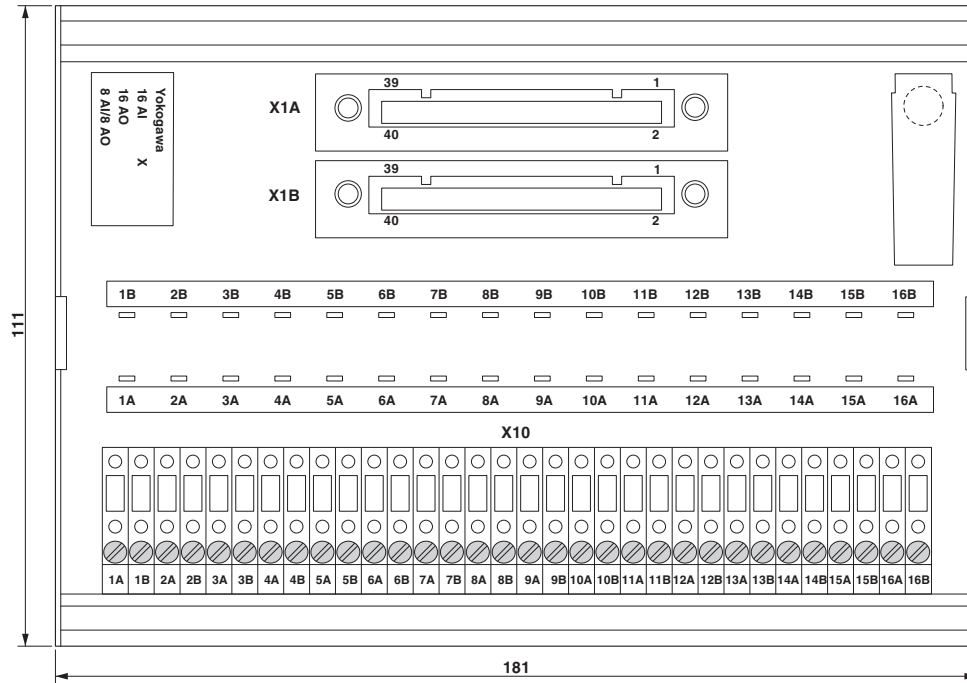 Yokogawa
16 AI X
16 AO
8 AI/8 AO
39 1
X1A
40 2
39 1
X1B
40 2
1B 2B 3B 4B 5B 6B 7B 8B 9B 10B 11B 12B 13B 14B 15B 16B
111
1A 2A 3A 4A 5A 6A 7A 8A 9A 10A 11A 12A 13A 14A 15A 16A
X10
1A 1B 2A 2B 3A 3B 4A 4B 5A 5B 6A 6B 7A 7B 8A 8B 9A 9B 10A 10B 11A 11B 12A 12B 13A 13B 14A 14B 15A 15B 16A 16B
181